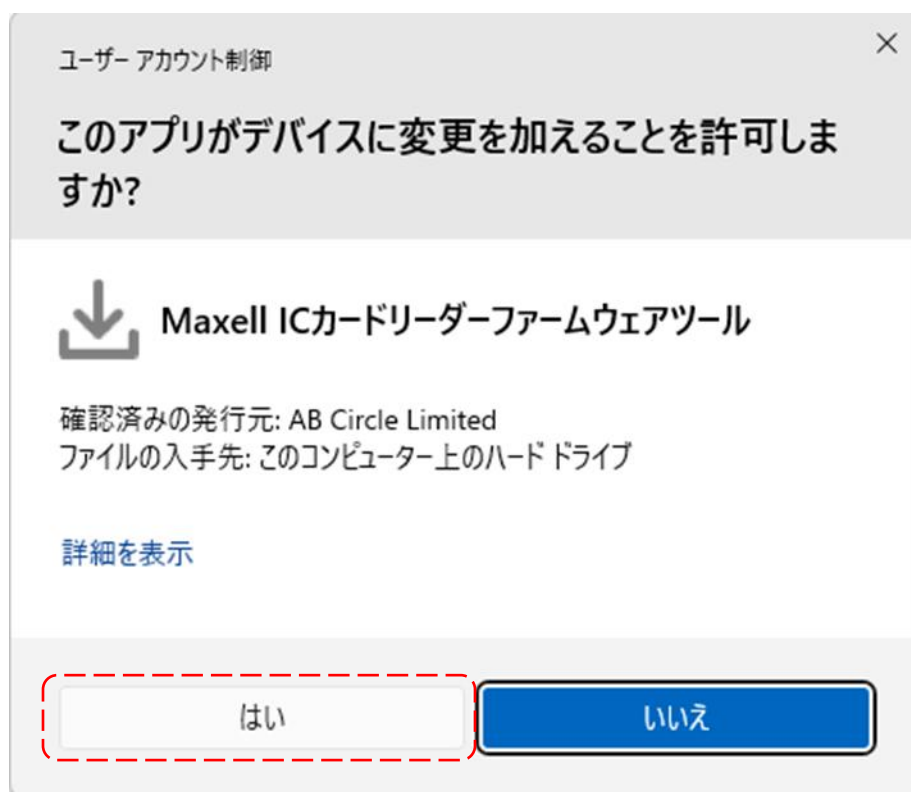 ユーザー アカウント制御
このアプリがデバイスに変更を加えることを許可しま
すか?
Maxell ICカードリーダーファームウェアツール
確認済みの発行元: AB Circle Limited
ファイルの入手先: このコンピューター上のハード ドライブ
詳細を表示
はい
いいえ